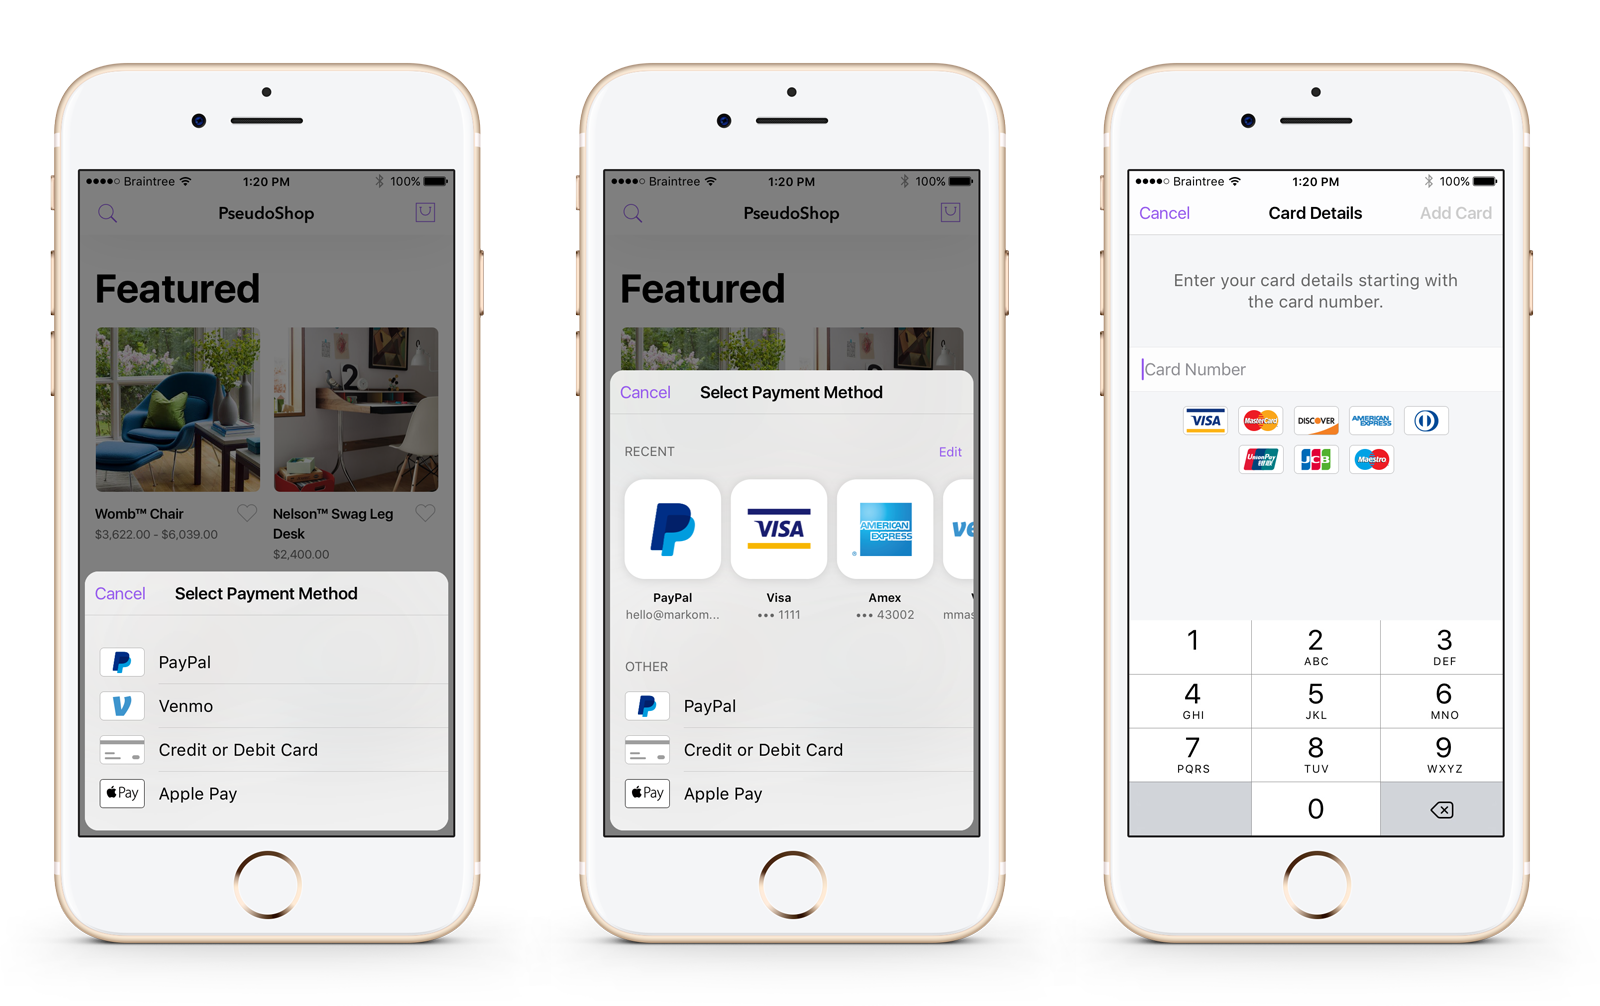 Braintree 1:20 PM 100%
PseudoShop
Featured
Womb™ Chair
$3,622.00 - $6,039.00
Nelson™ Swag Leg
Desk
$2,400.00
Cancel Select Payment Method
PayPal
Venmo
Credit or Debit Card
Pay Apple Pay
Braintree 1:20 PM 100%
PseudoShop
Featured
Cancel Select Payment Method
RECENT Edit
VISA AMERICAN EXPRESS ve
PayPal Visa Amex
hello@markom... ••• 1111 ••• 43002 mmas
OTHER
PayPal
Credit or Debit Card
Pay Apple Pay
Braintree 1:20 PM 100%
Cancel Card Details Add Card
Enter your card details starting with
the card number.
Card Number
VISA MasterCard DISCOVER AMERICAN EXPRESS
UnionPay 银联 JCB Maestro
1 2 3
ABC DEF
4 5 6
GHI JKL MNO
7 8 9
PQRS TUV WXYZ
0